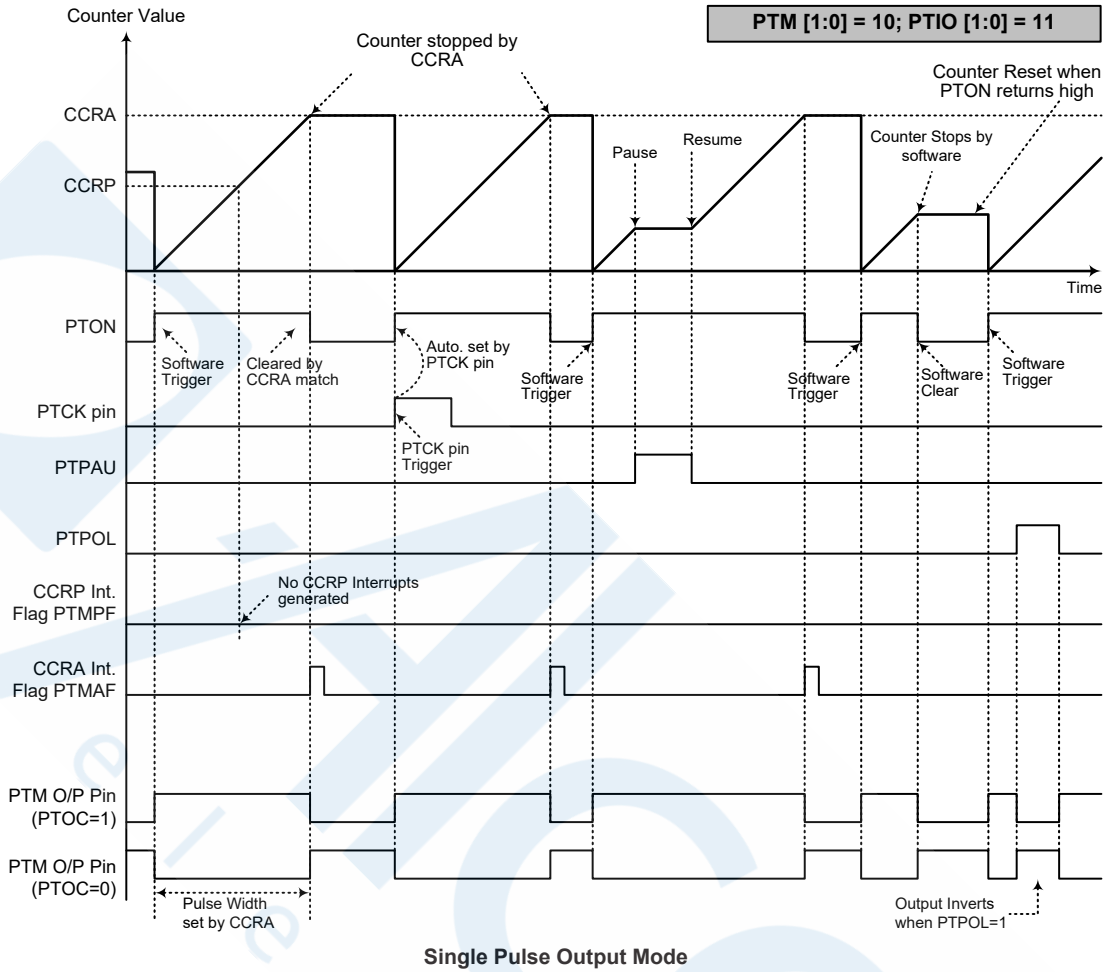 Counter Value
PTM [1:0] = 10; PTIO [1:0] = 11
Counter stopped by
CCRA
Counter Reset when
PTON returns high
CCRA
Pause
Resume
Counter Stops by
software
CCRP
Time
PTON
Software
Trigger
Cleared by
CCRA match
Auto. set by
PTCK pin
Software
Trigger
Software
Trigger
Software
Clear
Software
Trigger
PTCK pin
PTCK pin
Trigger
PTPAU
PTPOL
No CCRP Interrupts
generated
CCRP Int.
Flag PTMPF
CCRA Int.
Flag PTMAF
PTM O/P Pin
(PTOC=1)
PTM O/P Pin
(PTOC=0)
Pulse Width
set by CCRA
Output Inverts
when PTPOL=1
Single Pulse Output Mode